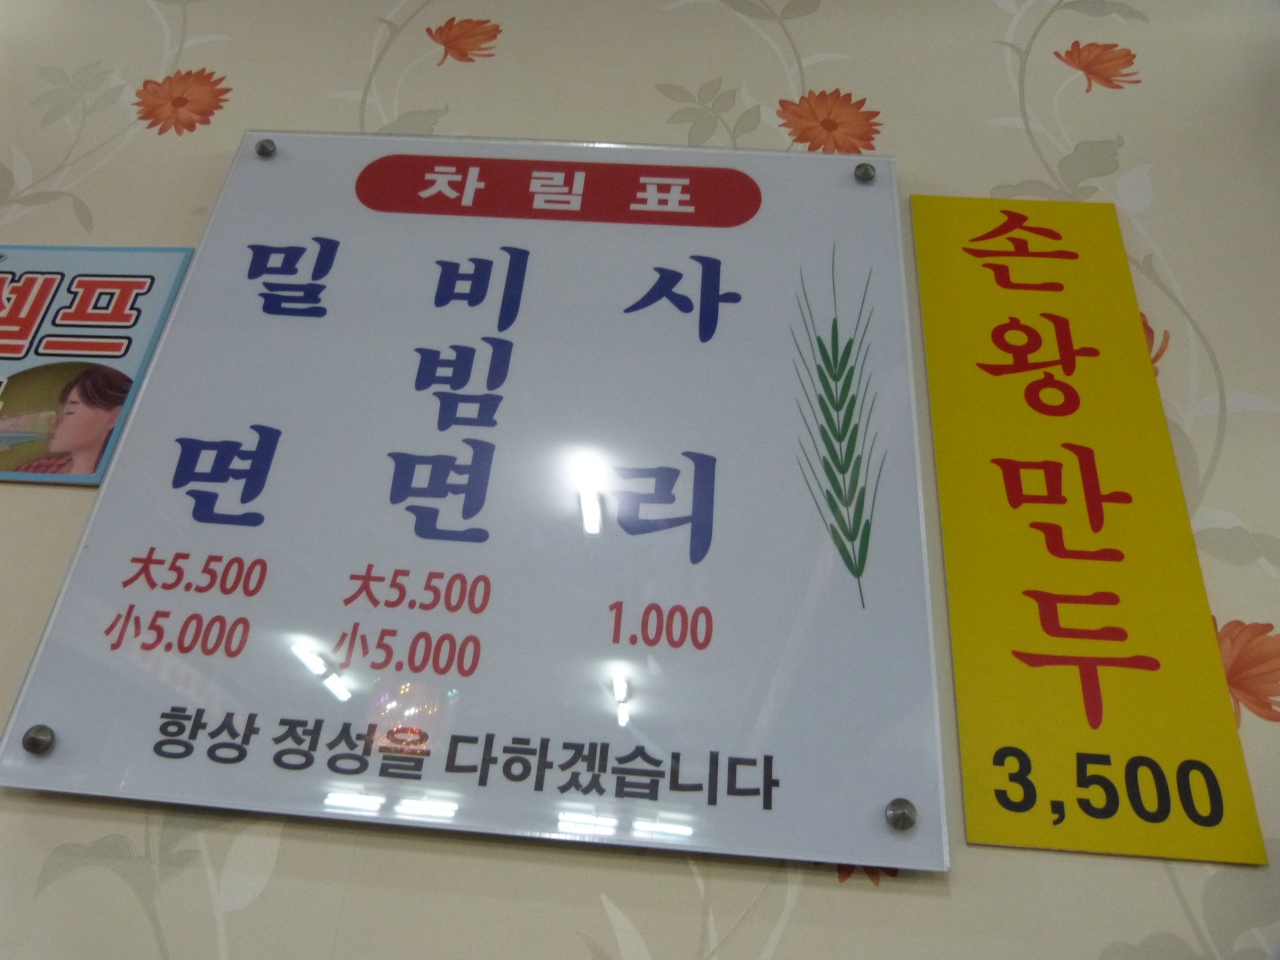 셀프
차림표
밀면
大5.500
小5.000
비빔면
大5.500
小5.000
사리
1.000
항상 정성을 다하겠습니다
손왕만두
3,500